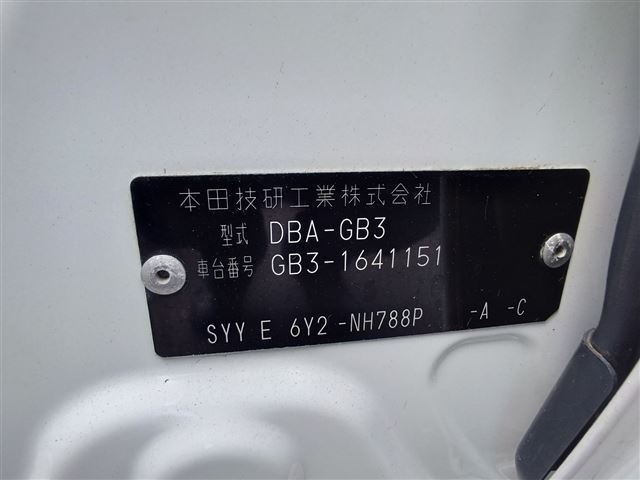 本田技研工業株式会社
型式 DBA-GB3
車台番号 GB3-1641151
SYY E 6Y2 -NH788P -A -C